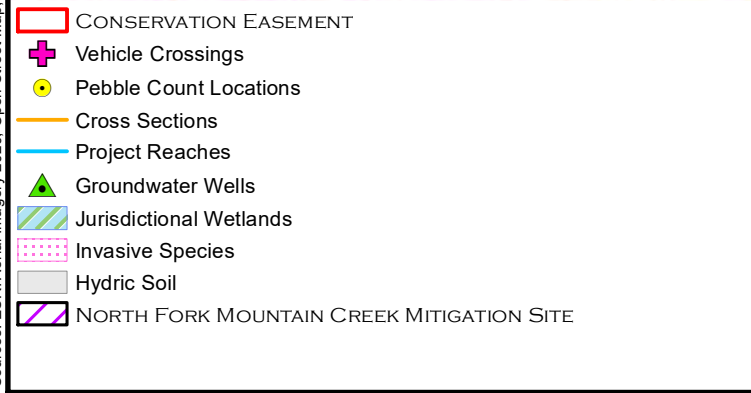 CONSERVATION EASEMENT
Vehicle Crossings
Pebble Count Locations
Cross Sections
Project Reaches
Groundwater Wells
Jurisdictional Wetlands
Invasive Species
Hydric Soil
NORTH FORK MOUNTAIN CREEK MITIGATION SITE